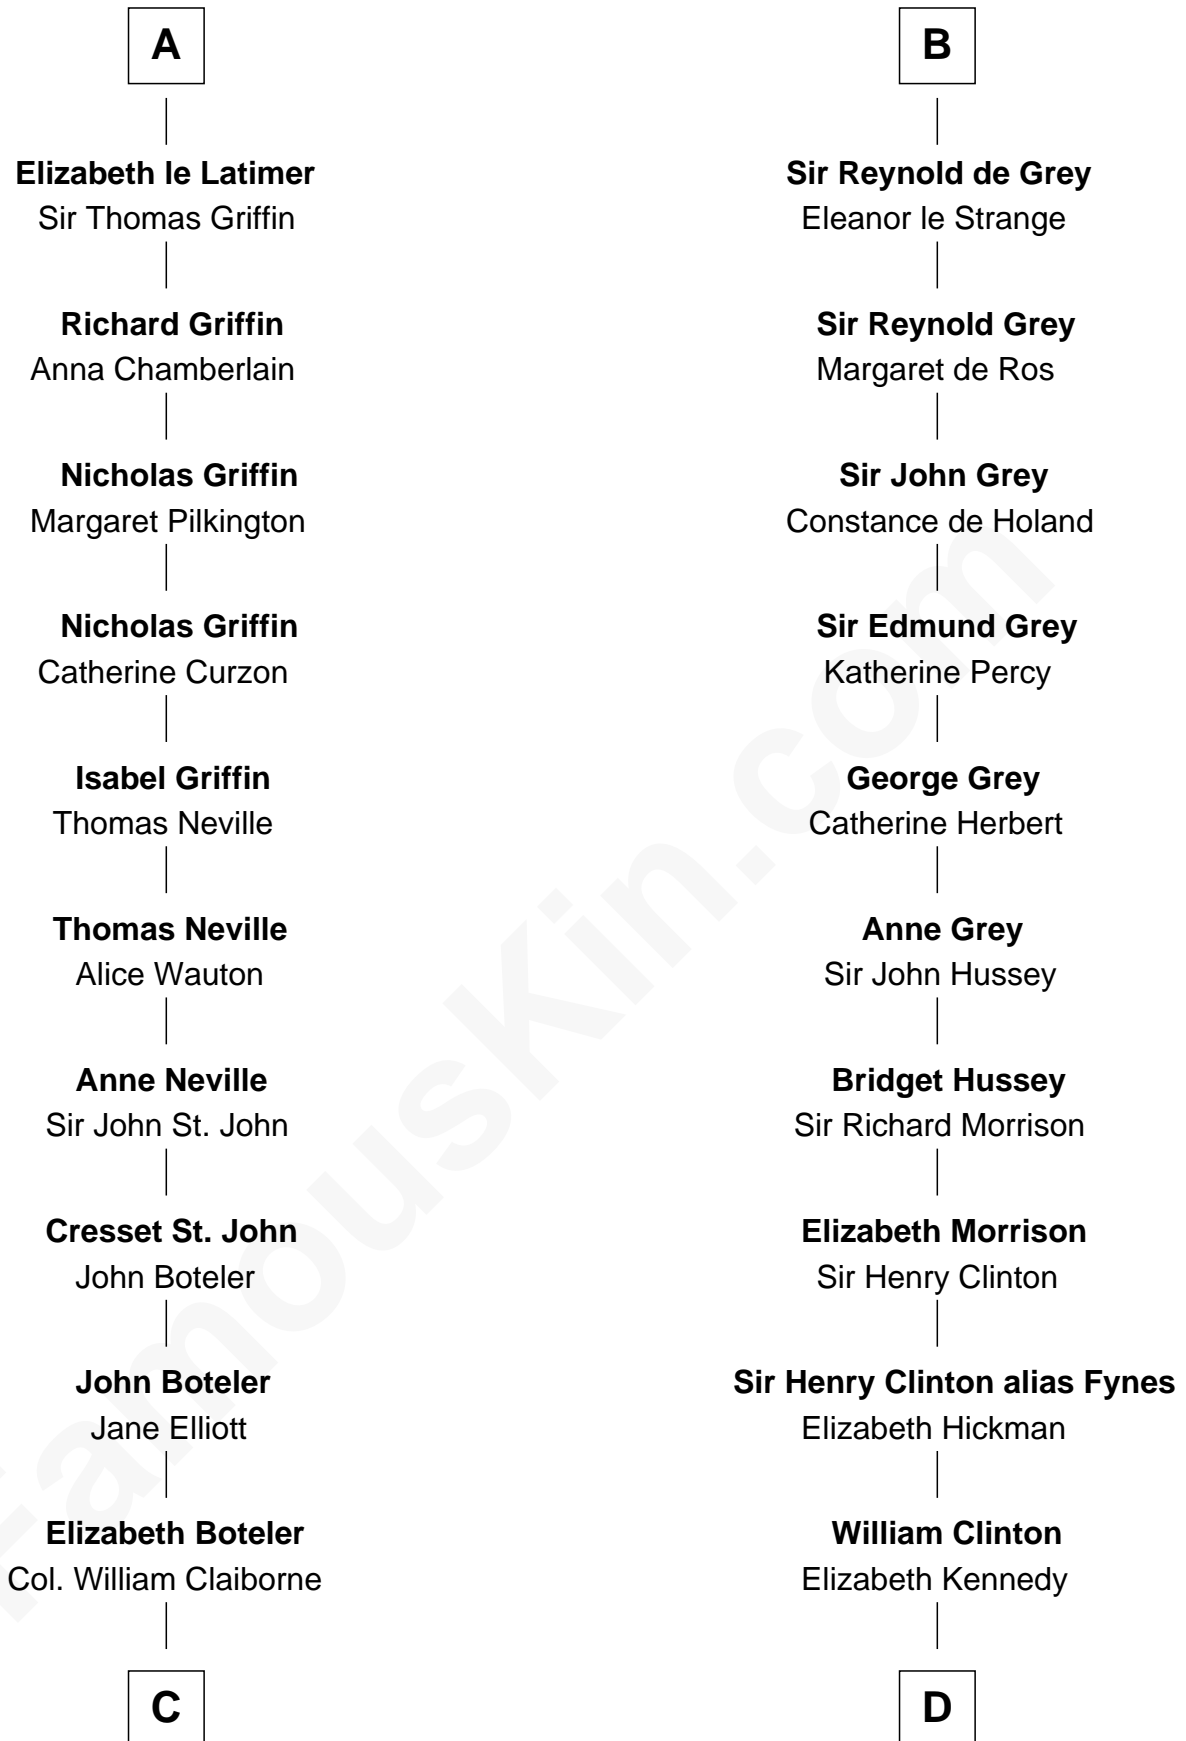 A
Elizabeth le Latimer
Sir Thomas Griffin
Richard Griffin
Anna Chamberlain
Nicholas Griffin
Margaret Pilkington
Nicholas Griffin
Catherine Curzon
Isabel Griffin
Thomas Neville
Thomas Neville
Alice Wauton
Anne Neville
Sir John St. John
Cresset St. John
John Boteler
John Boteler
Jane Elliott
Elizabeth Boteler
Col. William Claiborne
C
B
Sir Reynold de Grey
Eleanor le Strange
Sir Reynold Grey
Margaret de Ros
Sir John Grey
Constance de Holand
Sir Edmund Grey
Katherine Percy
George Grey
Catherine Herbert
Anne Grey
Sir John Hussey
Bridget Hussey
Sir Richard Morrison
Elizabeth Morrison
Sir Henry Clinton
Sir Henry Clinton alias Fynes
Elizabeth Hickman
William Clinton
Elizabeth Kennedy
D
FamousKin.com